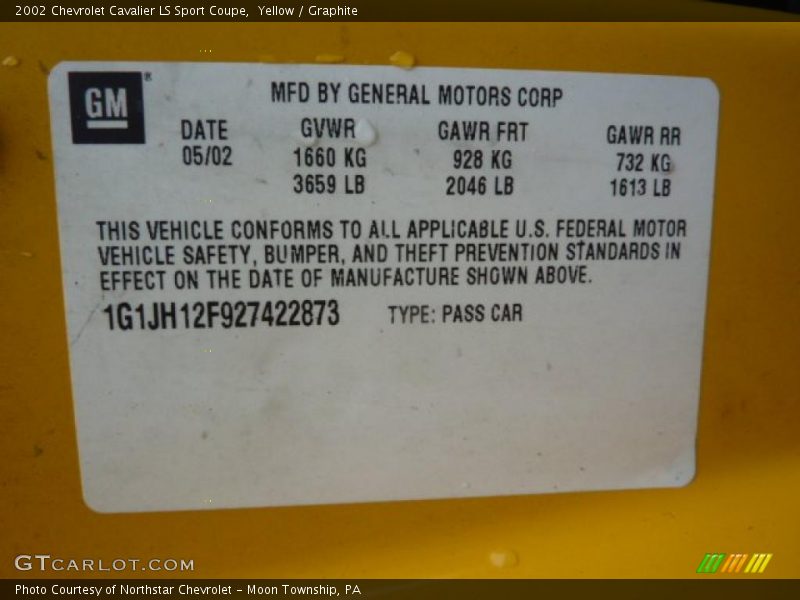 2002 Chevrolet Cavalier LS Sport Coupe, Yellow / Graphite
GM ®
MFD BY GENERAL MOTORS CORP
DATE GVWR GAWR FRT GAWR RR
05/02 1660 KG 928 KG 732 KG
3659 LB 2046 LB 1613 LB
THIS VEHICLE CONFORMS TO ALL APPLICABLE U.S. FEDERAL MOTOR
VEHICLE SAFETY, BUMPER, AND THEFT PREVENTION STANDARDS IN
EFFECT ON THE DATE OF MANUFACTURE SHOWN ABOVE.
1G1JH12F927422873 TYPE: PASS CAR
GTCARLOT.COM
Photo Courtesy of Northstar Chevrolet - Moon Township, PA